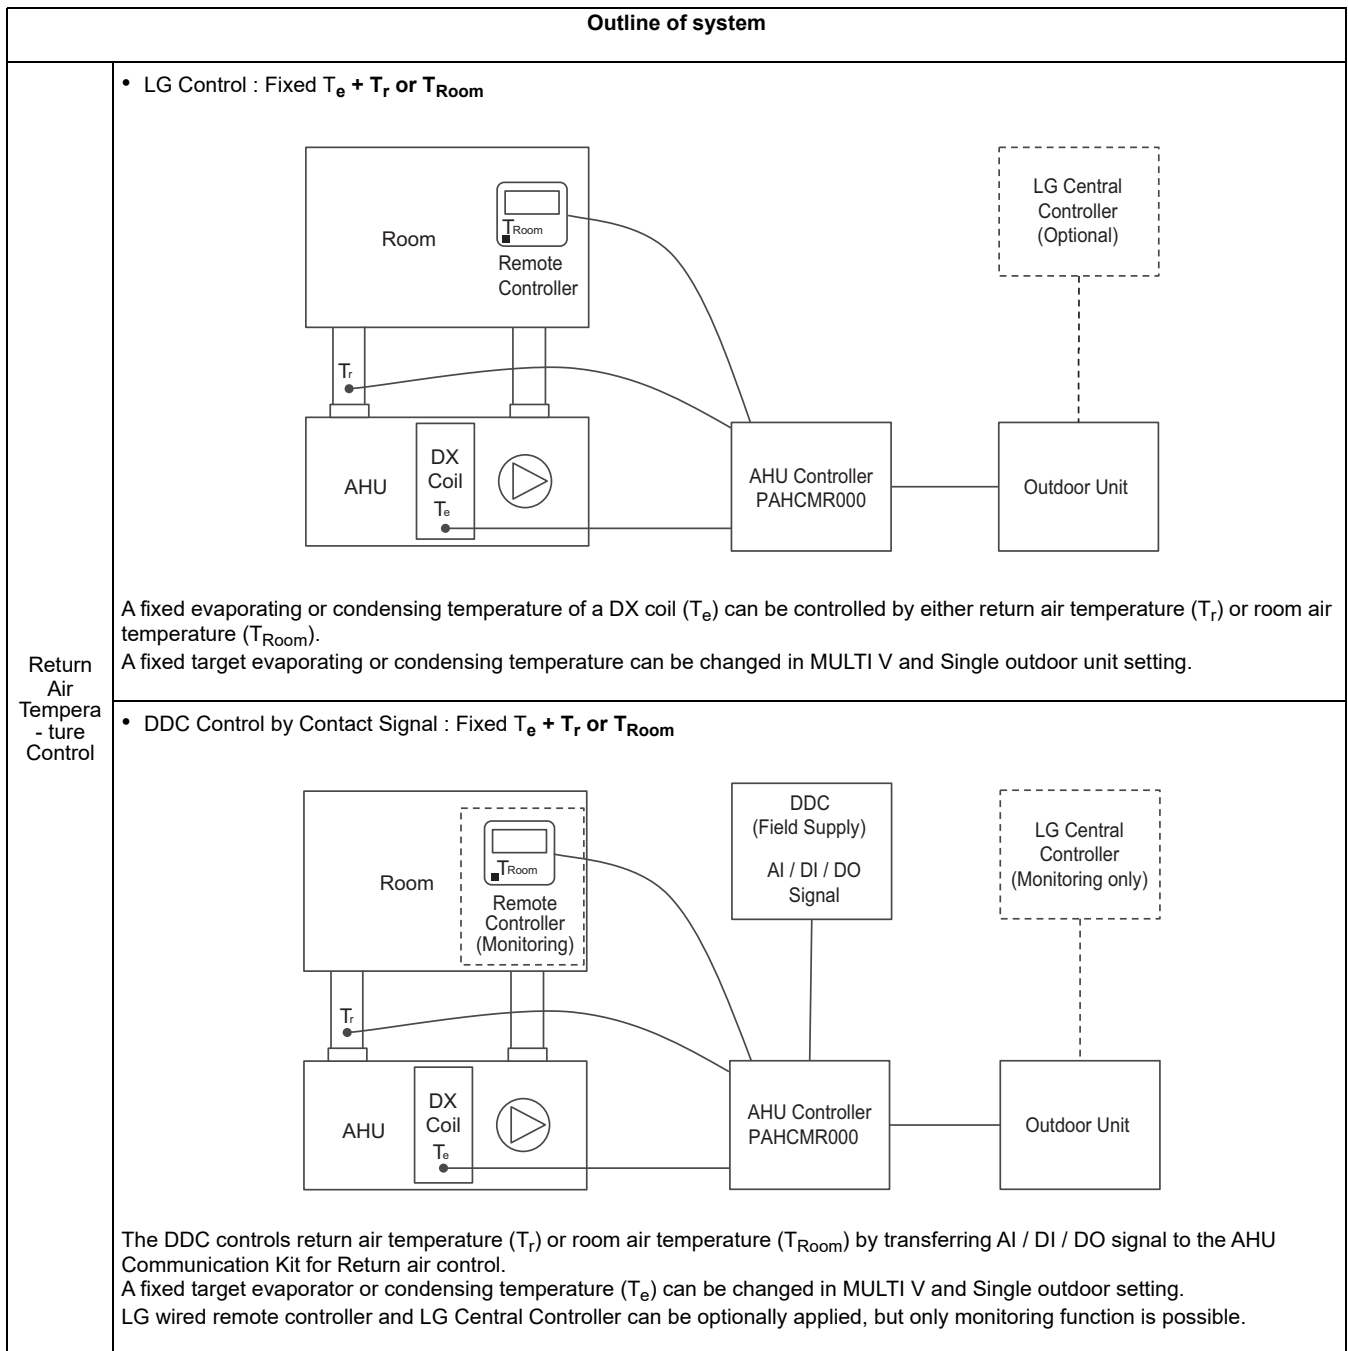 Outline of system
Return
Air
Tempera
- ture
Control
• LG Control : Fixed Te + Tr or TRoom
Room
TRoom
Remote
Controller
LG Central
Controller
(Optional)
Tr
AHU
DX
Coil
Te
AHU Controller
PAHCMR000
Outdoor Unit
A fixed evaporating or condensing temperature of a DX coil (Te) can be controlled by either return air temperature (Tr) or room air
temperature (TRoom).
A fixed target evaporating or condensing temperature can be changed in MULTI V and Single outdoor unit setting.
• DDC Control by Contact Signal : Fixed Te + Tr or TRoom
Room
TRoom
Remote
Controller
(Monitoring)
DDC
(Field Supply)
AI / DI / DO
Signal
LG Central
Controller
(Monitoring only)
Tr
AHU
DX
Coil
Te
AHU Controller
PAHCMR000
Outdoor Unit
The DDC controls return air temperature (Tr) or room air temperature (TRoom) by transferring AI / DI / DO signal to the AHU
Communication Kit for Return air control.
A fixed target evaporator or condensing temperature (Te) can be changed in MULTI V and Single outdoor setting.
LG wired remote controller and LG Central Controller can be optionally applied, but only monitoring function is possible.